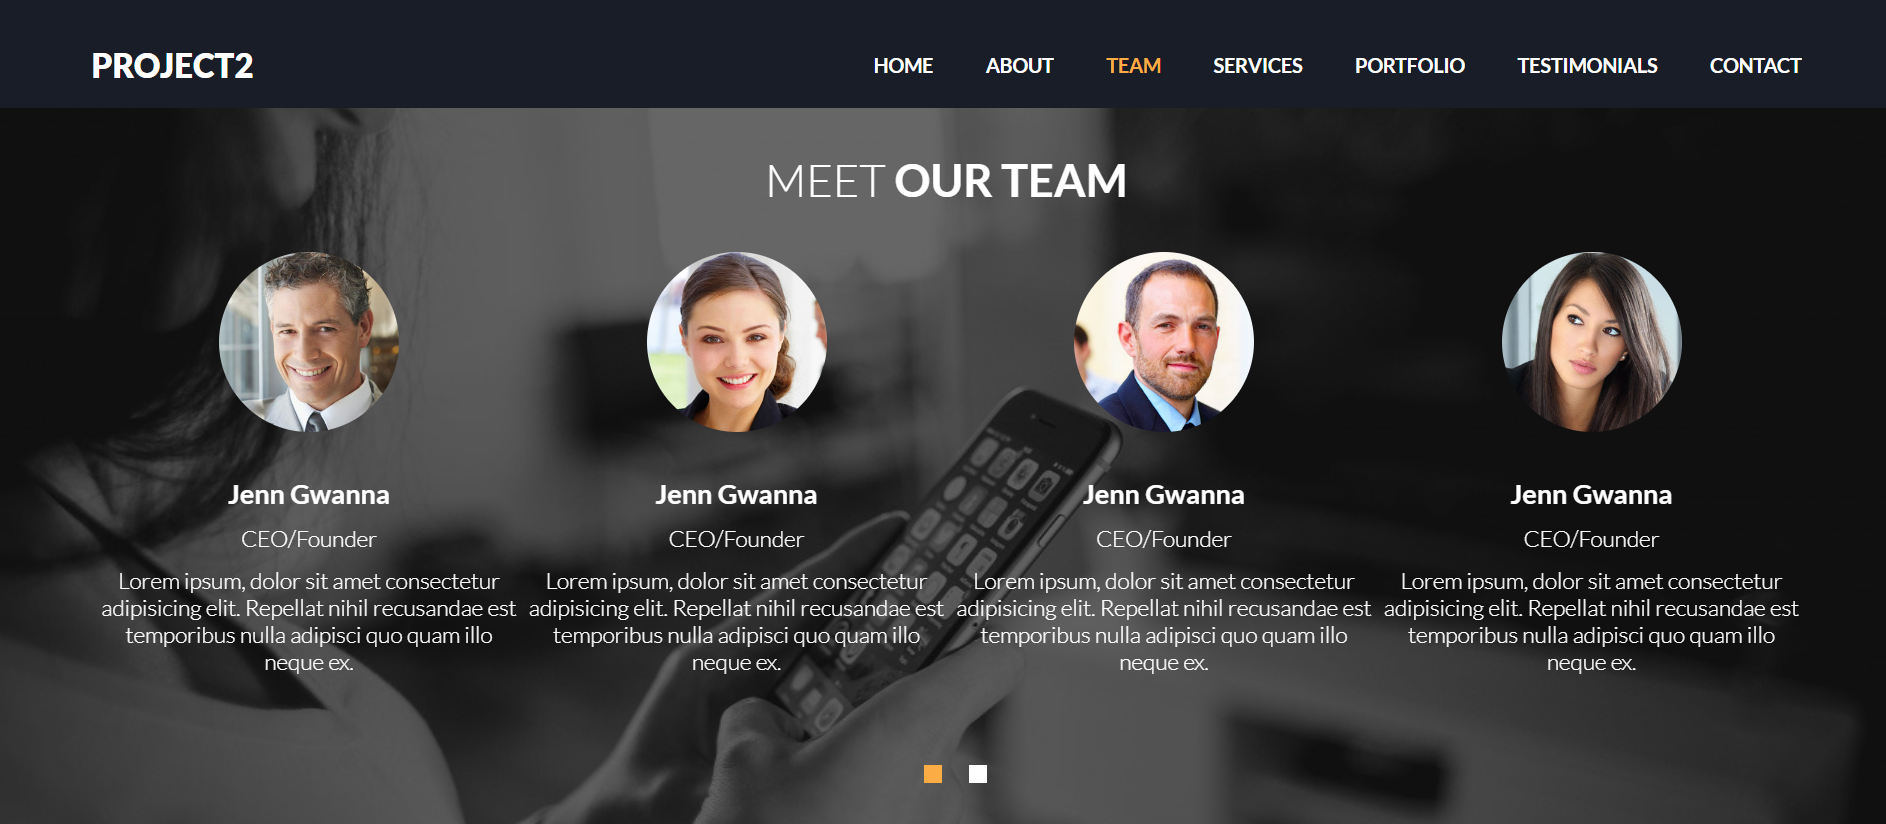 PROJECT2
HOME ABOUT TEAM SERVICES PORTFOLIO TESTIMONIALS CONTACT
MEET OUR TEAM
Jenn Gwanna
CEO/Founder
Lorem ipsum, dolor sit amet consectetur
adipisicing elit. Repellat nihil recusandae est
temporibus nulla adipisci quo quam illo
neque ex.
Jenn Gwanna
CEO/Founder
Lorem ipsum, dolor sit amet consectetur
adipisicing elit. Repellat nihil recusandae est
temporibus nulla adipisci quo quam illo
neque ex.
Jenn Gwanna
CEO/Founder
Lorem ipsum, dolor sit amet consectetur
adipisicing elit. Repellat nihil recusandae est
temporibus nulla adipisci quo quam illo
neque ex.
Jenn Gwanna
CEO/Founder
Lorem ipsum, dolor sit amet consectetur
adipisicing elit. Repellat nihil recusandae est
temporibus nulla adipisci quo quam illo
neque ex.